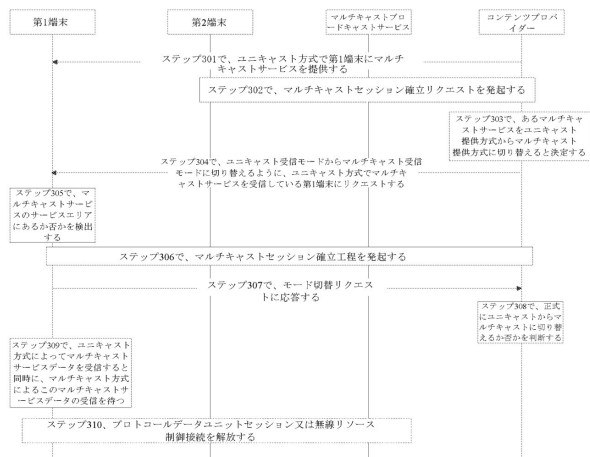 第1端末
第2端末
マルチキャストブロ
ードキャストサービス
コンテンツプロバ
イダー
ステップ301で、ユニキャスト方式で第1端末にマルチ
キャストサービスを提供する
ステップ302で、マルチキャストセッション確立リクエストを発起する
ステップ303で、あるマルチキャ
ストサービスをユニキャスト
提供方式からマルチキャスト
提供方式に切り替えると決定する
ステップ304で、ユニキャスト受信モードからマルチキャスト受信
モードに切り替えるように、ユニキャスト方式でマルチキ
ャストサービスを受信している第1端末にリクエストする
ステップ305で、マ
ルチキャストサービ
スのサービスエリア
にあるか否かを検出
する
ステップ306で、マルチキャストセッション確立工程を発起する
ステップ307で、モード切替リクエス
トに応答する
ステップ308で、正式
にユニキャストからマ
ルチキャストに切り替え
るか否かを判断する
ステップ309で、ユニキャスト
方式によってマルチキャスト
サービスデータを受信すると
同時に、マルチキャスト方式
によるこのマルチキャストサ
ービスデータの受信を待つ
ステップ310、プロトコールデータユニットセッション又は無線リソース
制御接続を解放する